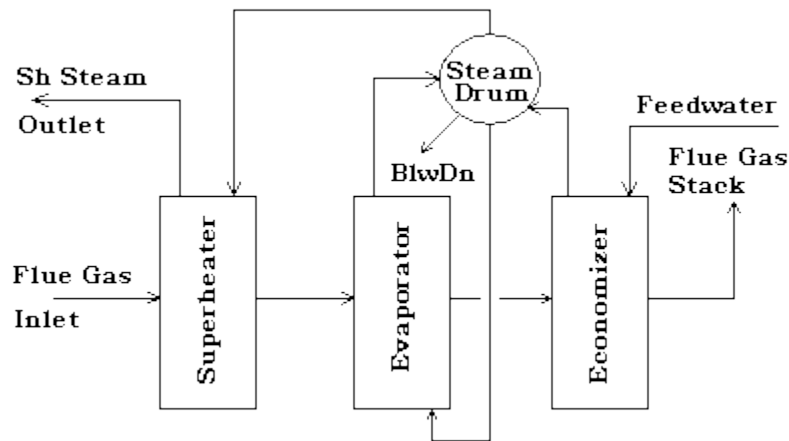 Sh Steam
Outlet
Steam
Drum
Feedwater
Flue Gas
Stack
BlwDn
Flue Gas
Inlet
Superheater
Evaporator
Economizer